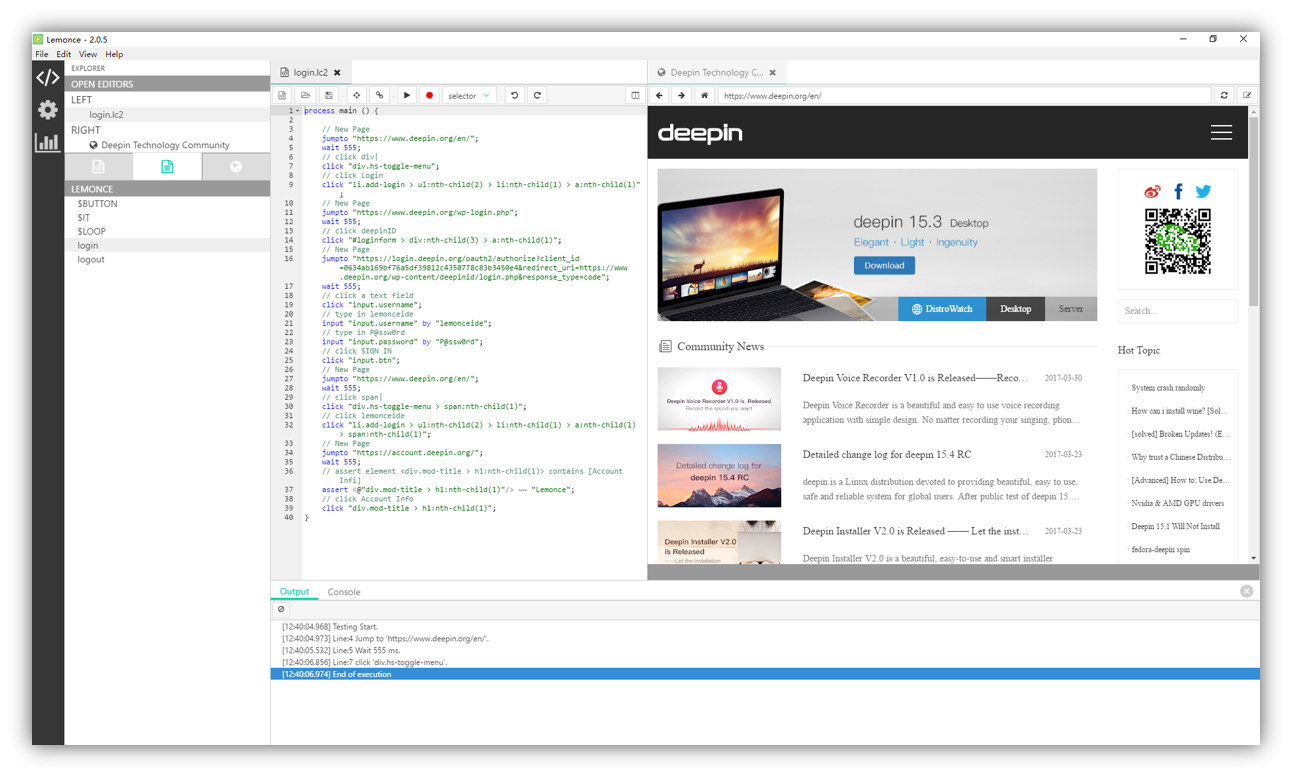 Lemonce - 2.0.5
File Edit View Help
EXPLORER
OPEN EDITORS
LEFT
login.lc2
RIGHT
Deepin Technology Community
LEMONCE
$BUTTON
$IT
$LOOP
login
logout
login.lc2
selector
1 process main () {
2
3 // New Page
4 jumpto "https://www.deepin.org/en/";
5 wait 555;
6 // click div|
7 click "div.hs-toggle-menu";
8 // click Login
9 click "li.add-login > ul:nth-child(2) > li:nth-child(1) > a:nth-child(1)"
;
10 // New Page
11 jumpto "https://www.deepin.org/wp-login.php";
12 wait 555;
13 // click deepinID
14 click "#loginform > div:nth-child(3) > a:nth-child(1)";
15 // New Page
16 jumpto "https://login.deepin.org/oauth2/authorize?client_id
=0634ab169bf76a5df39812c4350778c83b3450e4&redirect_uri=https://www
.deepin.org/wp-content/deepinid/login.php&response_type=code";
17 wait 555;
18 // click a text field
19 click "input.username";
20 // type in lemonceide
21 input "input.username" by "lemonceide";
22 // type in P@ssw0rd
23 input "input.password" by "P@ssw0rd";
24 // click SIGN IN
25 click "input.btn";
26 // New Page
27 jumpto "https://www.deepin.org/en/";
28 wait 555;
29 // click span|
30 click "div.hs-toggle-menu > span:nth-child(1)";
31 // click lemonceide
32 click "li.add-login > ul:nth-child(2) > li:nth-child(1) > a:nth-child(1)
> span:nth-child(1)";
33 // New Page
34 jumpto "https://account.deepin.org/";
35 wait 555;
36 // assert element <div.mod-title > h1:nth-child(1)> contains [Account
Infi]
37 assert <@"div.mod-title > h1:nth-child(1)"/> ~~ "Lemonce";
38 // click Account Info
39 click "div.mod-title > h1:nth-child(1)";
40 }
Deepin Technology C...
https://www.deepin.org/en/
deepin
deepin 15.3 Desktop
Elegant · Light · Ingenuity
Download
DistroWatch Desktop Server
Community News
Deepin Voice Recorder V1.0 is Released
Record the sound you want
Deepin Voice Recorder V1.0 is Released——Reco… 2017-03-30
Deepin Voice Recorder is a beautiful and easy to use voice recording
application with simple design. No matter recording your singing, phon…
Detailed change log for
deepin 15.4 RC
Detailed change log for deepin 15.4 RC 2017-03-23
deepin is a Linux distribution devoted to providing beautiful, easy to use,
safe and reliable system for global users. After public test of deepin 15.…
Deepin Installer V2.0
is Released
——Let the installation
Deepin Installer V2.0 is Released —— Let the inst… 2017-03-23
Deepin Installer V2.0 is a beautiful, easy-to-use and smart installer
Search...
Hot Topic
· System crash randomly
· How can i install wine? [Sol…
· [solved] Broken Updates! (E…
· Why trust a Chinese Distribu…
· [Advanced] How to: Use De…
· Nvidia & AMD GPU drivers
· Deepin 15.1 Will Not Install
· fedora-deepin spin
Output Console
[12:40:04.968] Testing Start.
[12:40:04.973] Line:4 Jump to 'https://www.deepin.org/en/'.
[12:40:05.532] Line:5 Wait 555 ms.
[12:40:06.856] Line:7 click 'div.hs-toggle-menu'.
[12:40:06.974] End of execution